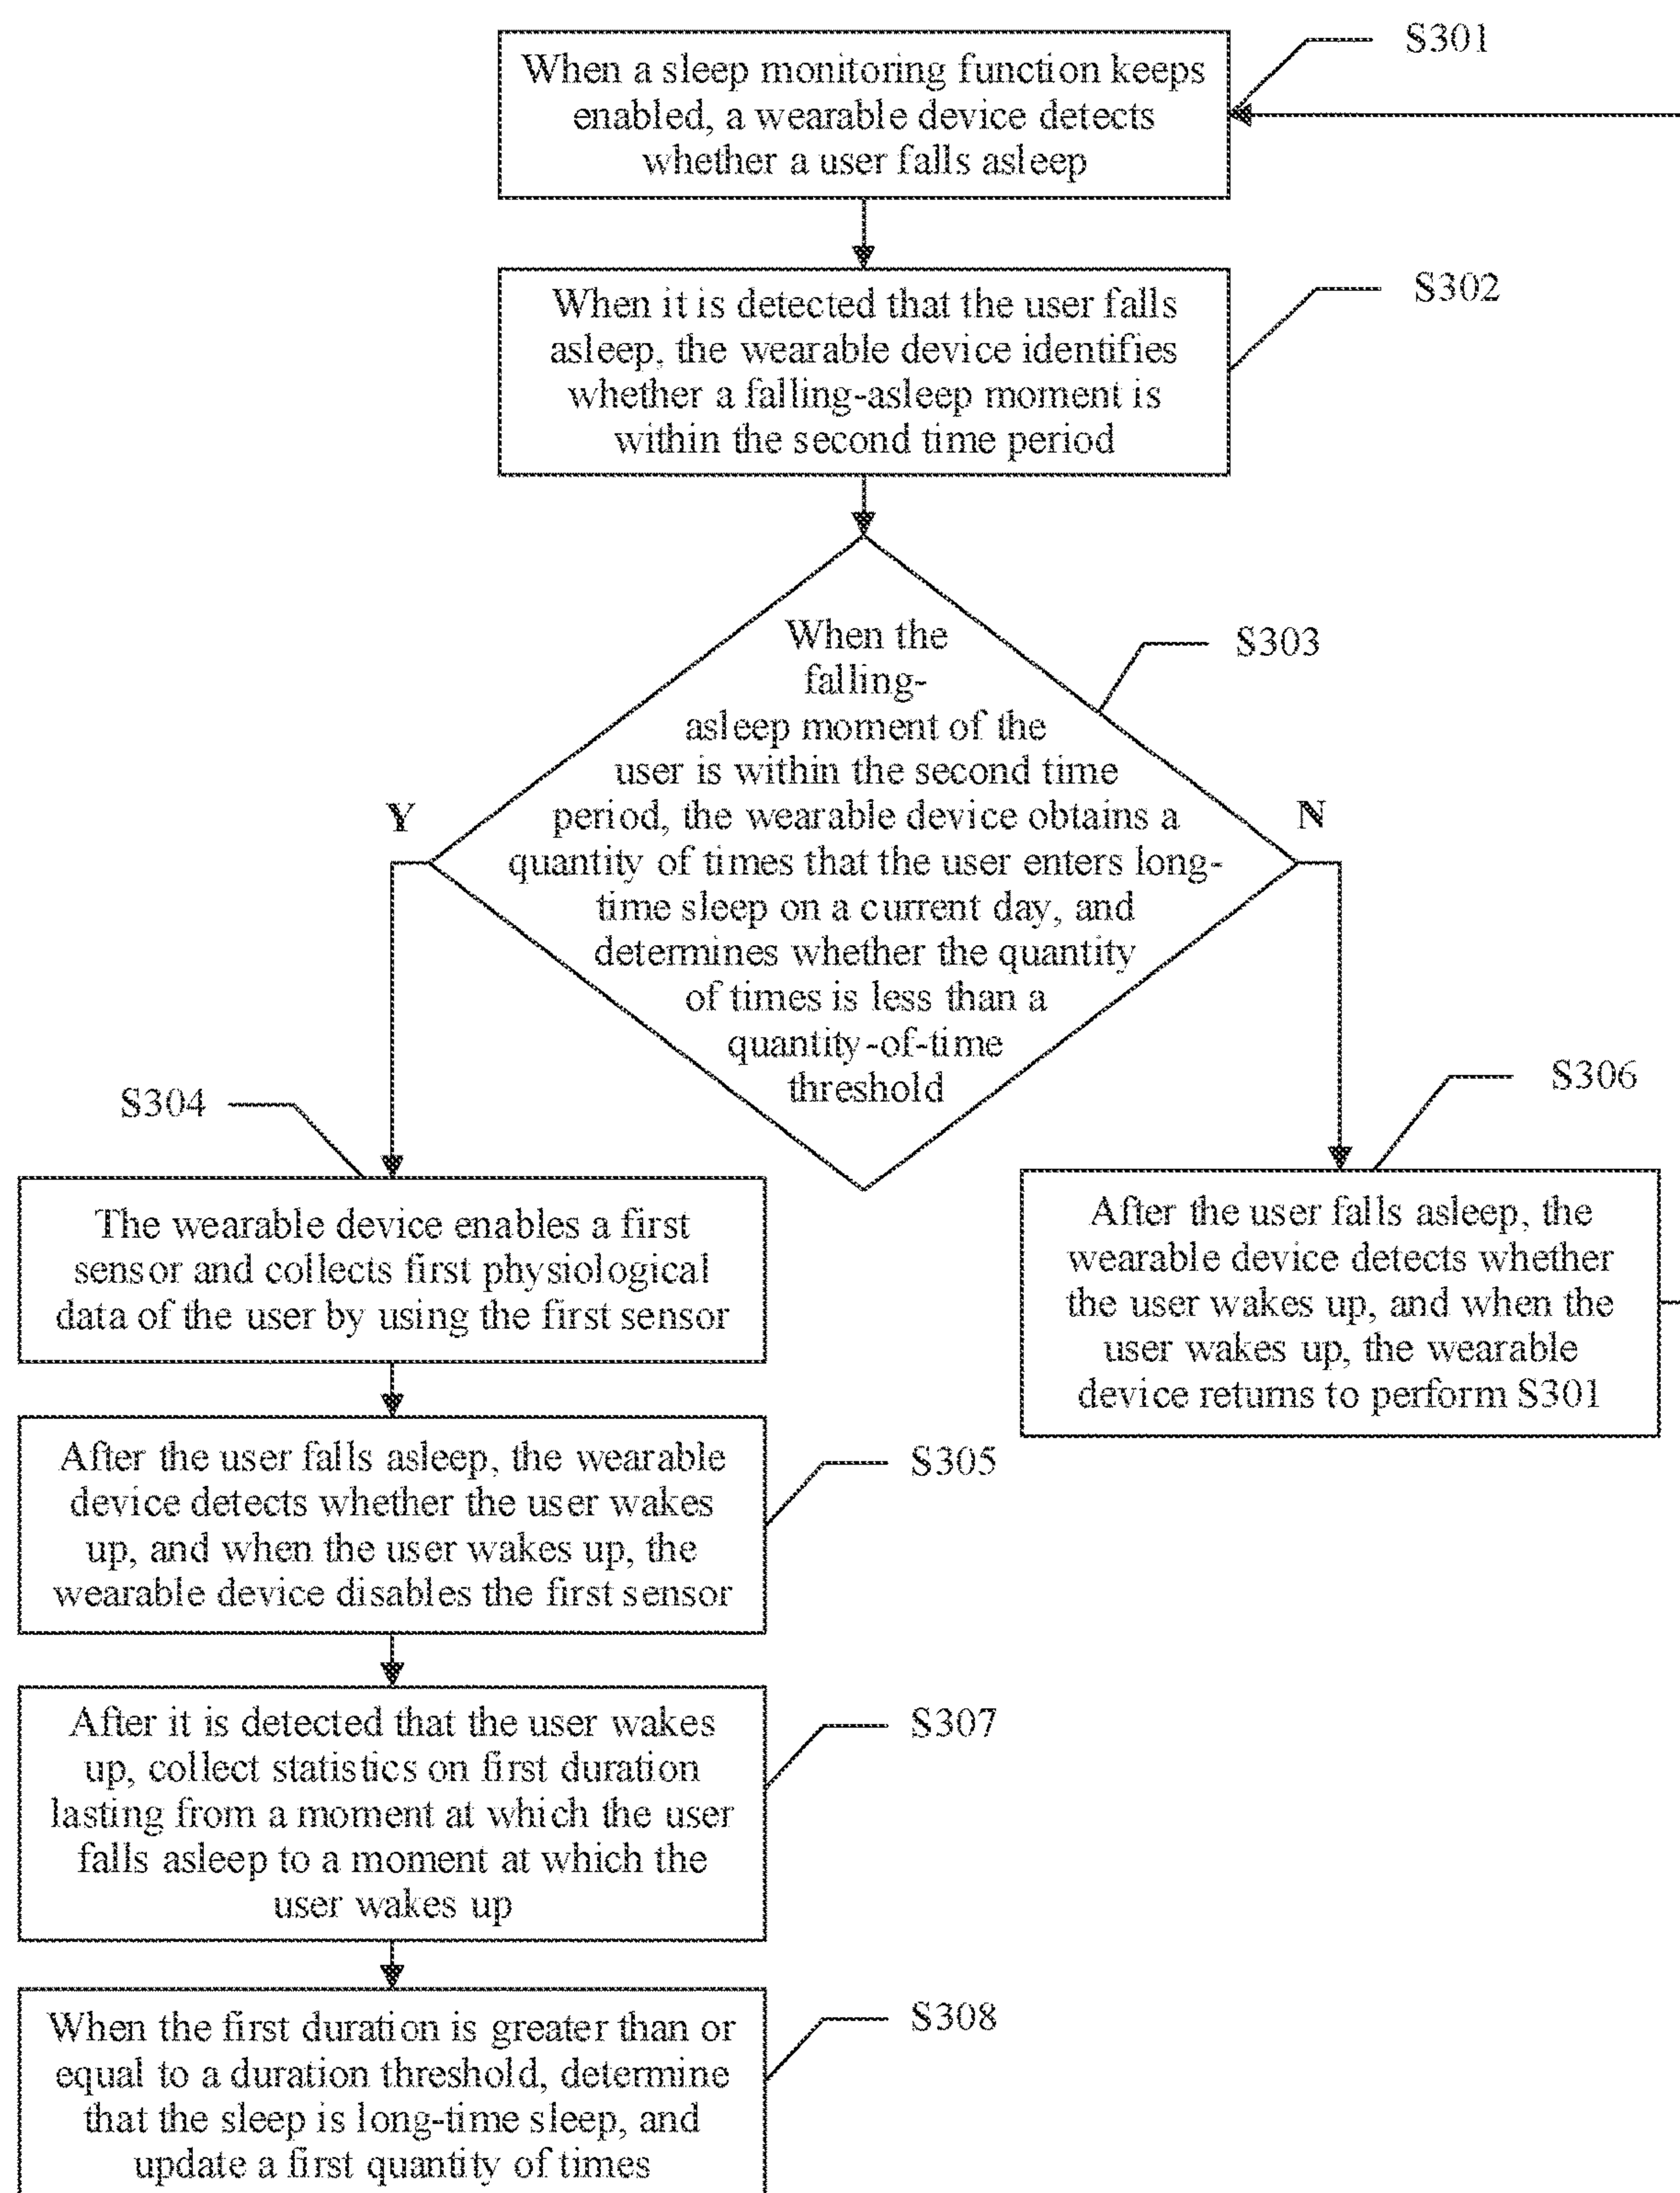 S301
When a sleep monitoring function keeps
enabled, a wearable device detects
whether a user falls asleep
S302
When it is detected that the user falls
asleep, the wearable device identifies
whether a falling-asleep moment is
within the second time period
S303
When the
falling-
asleep moment of the
user is within the second time
period, the wearable device obtains a
quantity of times that the user enters long-
time sleep on a current day, and
determines whether the quantity
of times is less than a
quantity-of-time
threshold
Y
N
S304
The wearable device enables a first
sensor and collects first physiological
data of the user by using the first sensor
S306
After the user falls asleep, the
wearable device detects whether
the user wakes up, and when the
user wakes up, the wearable
device returns to perform S301
S305
After the user falls asleep, the wearable
device detects whether the user wakes
up, and when the user wakes up, the
wearable device disables the first sensor
S307
After it is detected that the user wakes
up, collect statistics on first duration
lasting from a moment at which the user
falls asleep to a moment at which the
user wakes up
S308
When the first duration is greater than or
equal to a duration threshold, determine
that the sleep is long-time sleep, and
update a first quantity of times